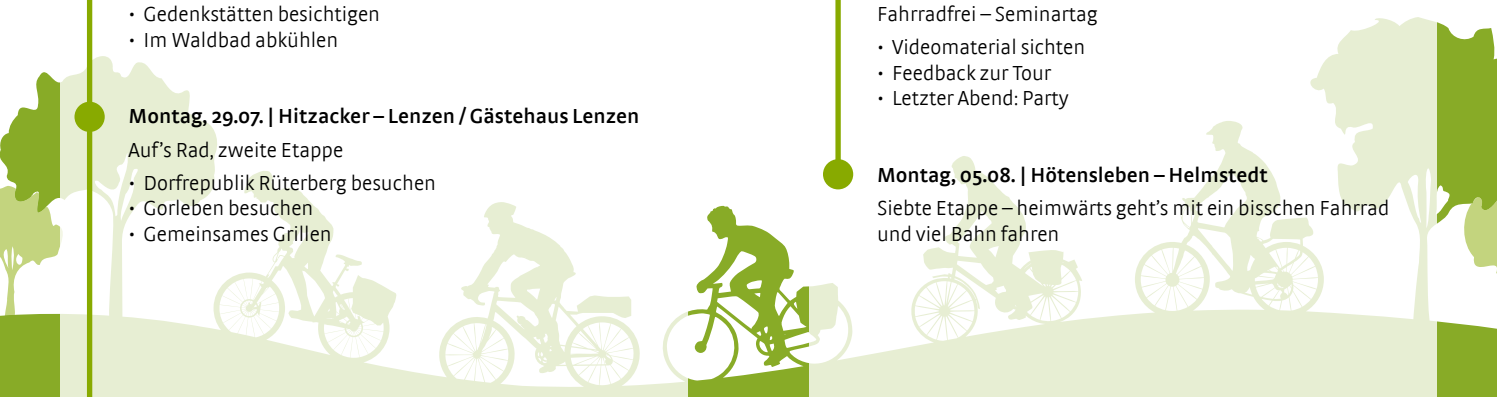 • Gedenkstätten besichtigen
• Im Waldbad abkühlen
Montag, 29.07. | Hitzacker – Lenzen / Gästehaus Lenzen
Auf's Rad, zweite Etappe
• Dorfrepublik Rüterberg besuchen
• Gorleben besuchen
• Gemeinsames Grillen
Fahrradfrei – Seminartag
• Videomaterial sichten
• Feedback zur Tour
• Letzter Abend: Party
Montag, 05.08. | Hötensleben – Helmstedt
Siebte Etappe – heimwärts geht's mit ein bisschen Fahrrad
und viel Bahn fahren